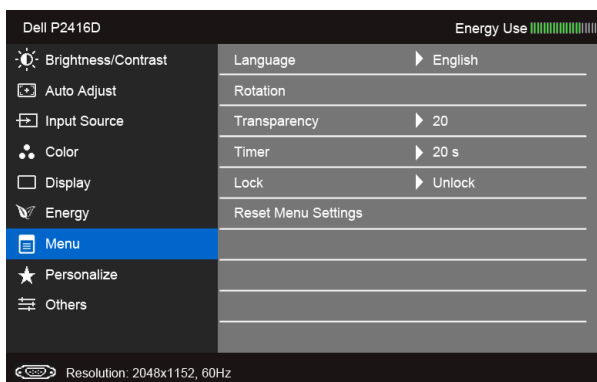 Dell P2416D Energy Use
Brightness/Contrast Language English
Auto Adjust Rotation
Input Source Transparency 20
Color Timer 20 s
Display Lock Unlock
Energy Reset Menu Settings
Menu
Personalize
Others
Resolution: 2048x1152, 60Hz